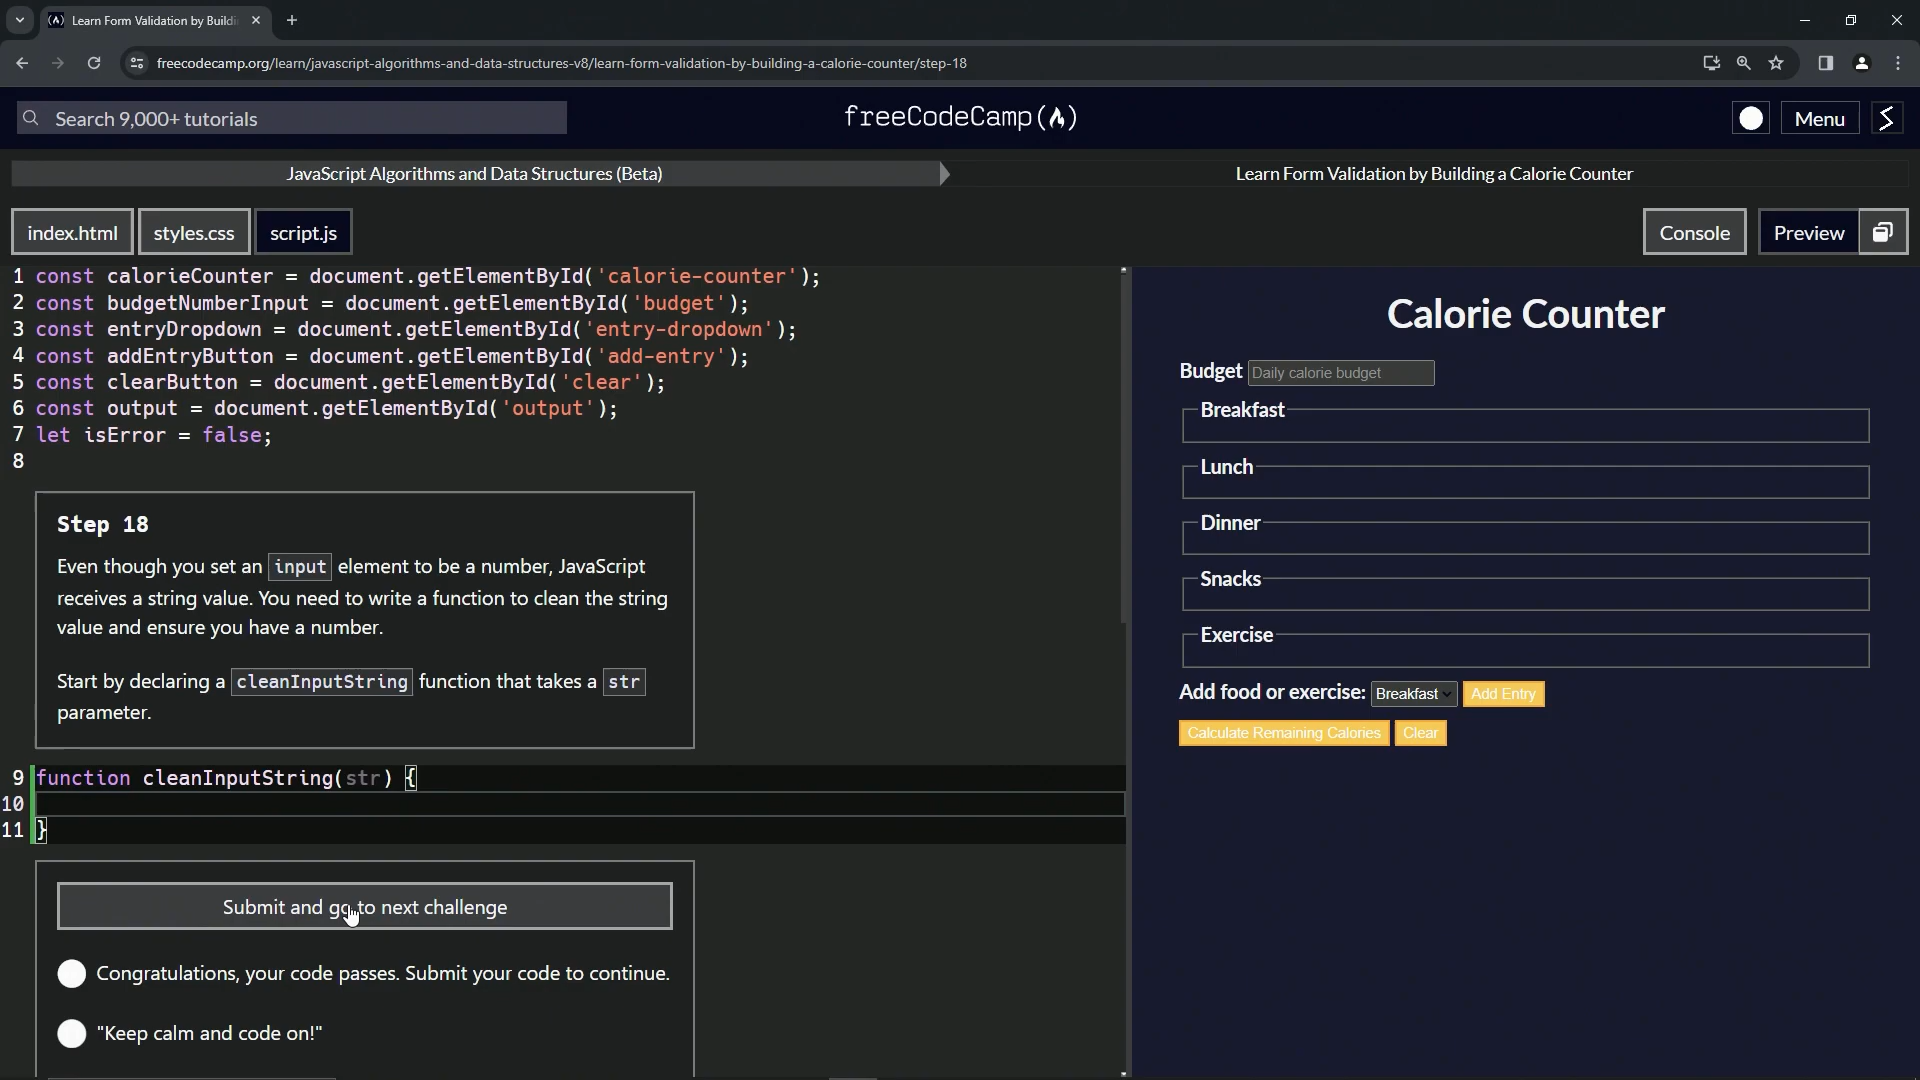 Learn Form Validation by Buildi
freecodecamp.org/learn/javascript-algorithms-and-data-structures-v8/learn-form-validation-by-building-a-calorie-counter/step-18
Search 9,000+ tutorials
freeCodeCamp(🔥)
Menu
JavaScript Algorithms and Data Structures (Beta)
Learn Form Validation by Building a Calorie Counter
index.html
styles.css
script.js
Console
Preview
1 const calorieCounter = document.getElementById('calorie-counter');
2 const budgetNumberInput = document.getElementById('budget');
3 const entryDropdown = document.getElementById('entry-dropdown');
4 const addEntryButton = document.getElementById('add-entry');
5 const clearButton = document.getElementById('clear');
6 const output = document.getElementById('output');
7 let isError = false;
8
Step 18
Even though you set an input element to be a number, JavaScript
receives a string value. You need to write a function to clean the string
value and ensure you have a number.
Start by declaring a cleanInputString function that takes a str
parameter.
9 function cleanInputString(str) {
10
11 }
Submit and go to next challenge
Congratulations, your code passes. Submit your code to continue.
"Keep calm and code on!"
Calorie Counter
Budget Daily calorie budget
Breakfast
Lunch
Dinner
Snacks
Exercise
Add food or exercise: Breakfast Add Entry
Calculate Remaining Calories Clear